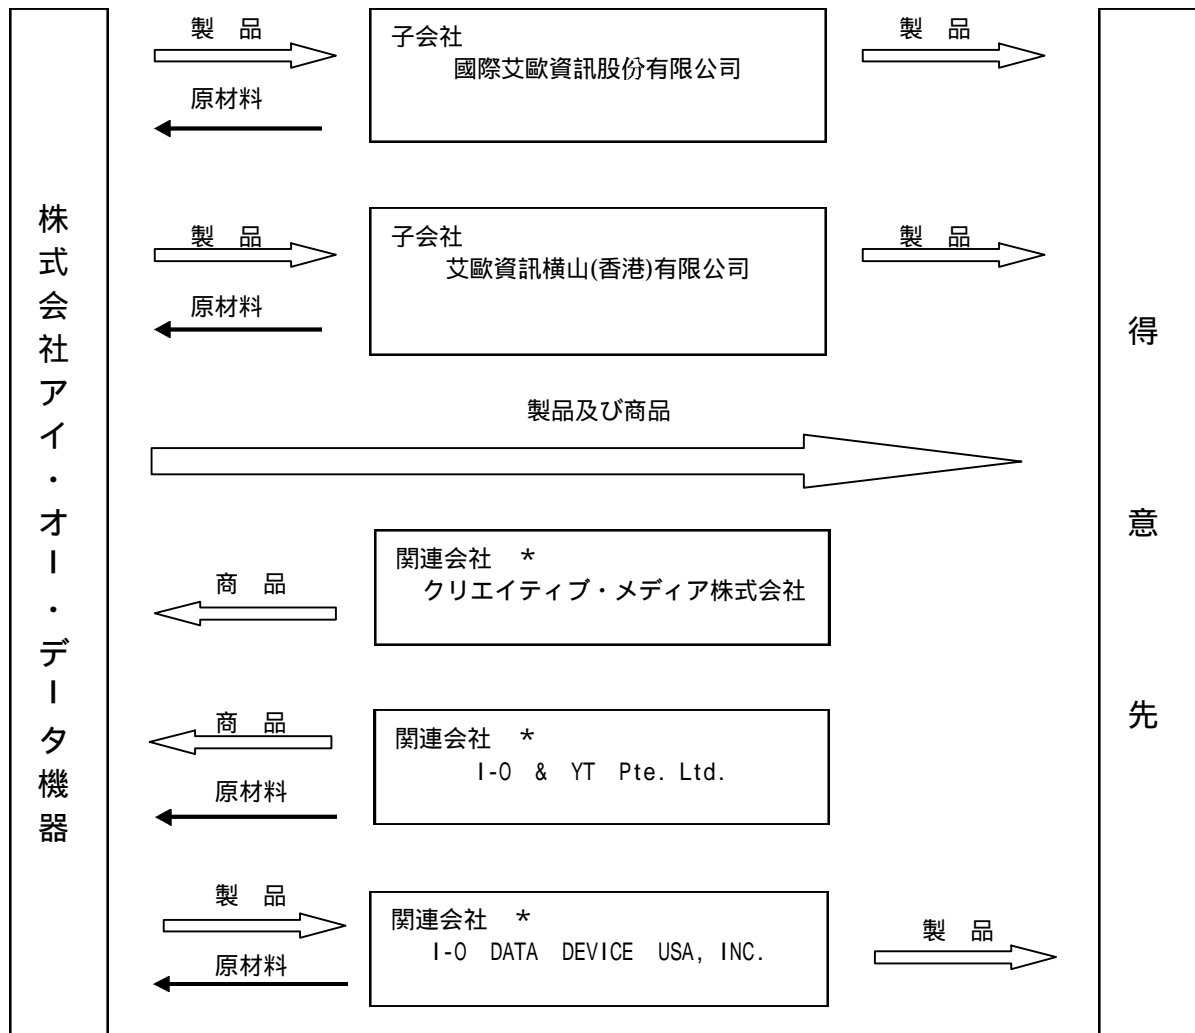 株式会社アイ・オー・データ機器
製　品
子会社
國際艾歐資訊股份有限公司
製　品
原材料
製　品
子会社
艾歐資訊横山(香港)有限公司
製　品
原材料
製品及び商品
関連会社　*
クリエイティブ・メディア株式会社
商　品
関連会社　*
I-O & YT Pte. Ltd.
商　品
原材料
製　品
関連会社　*
I-O DATA DEVICE USA, INC.
製　品
原材料
得意先